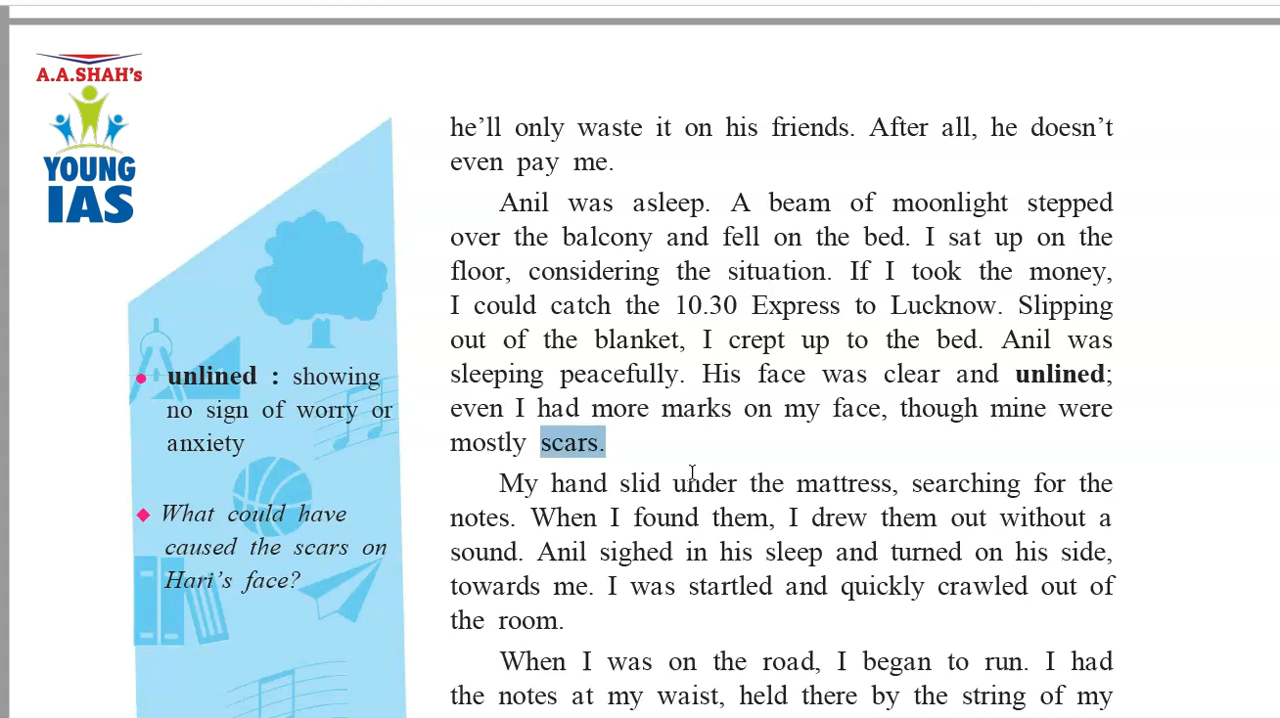 A.A.SHAH's
YOUNG
IAS
he'll only waste it on his friends. After all, he doesn't
even pay me.
Anil was asleep. A beam of moonlight stepped
over the balcony and fell on the bed. I sat up on the
floor, considering the situation. If I took the money,
I could catch the 10.30 Express to Lucknow. Slipping
out of the blanket, I crept up to the bed. Anil was
sleeping peacefully. His face was clear and unlined;
even I had more marks on my face, though mine were
mostly scars.
My hand slid under the mattress, searching for the
notes. When I found them, I drew them out without a
sound. Anil sighed in his sleep and turned on his side,
towards me. I was startled and quickly crawled out of
the room.
When I was on the road, I began to run. I had
the notes at my waist, held there by the string of my
unlined : showing
no sign of worry or
anxiety
What could have
caused the scars on
Hari's face?